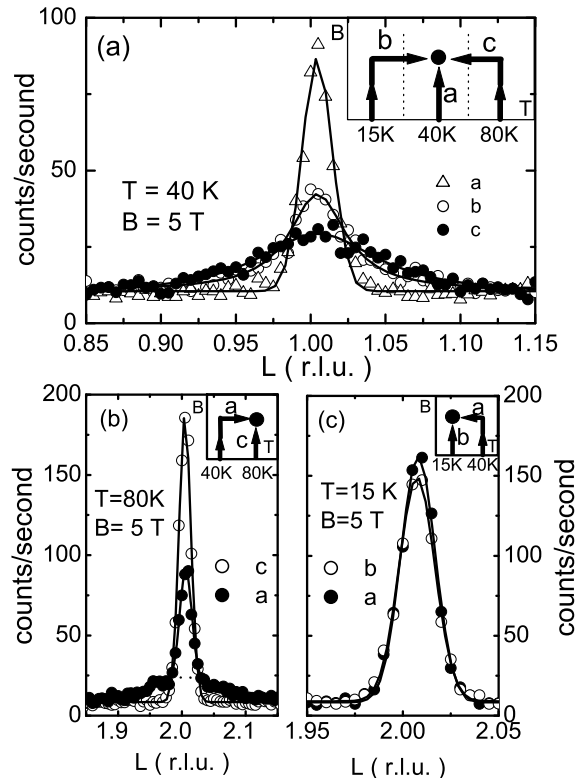 (a)
B
b
c
a
T
15K
40K
80K
T = 40 K
B = 5 T
a
b
c
counts/secound
100
50
0
0.85
0.90
0.95
1.00
1.05
1.10
1.15
L ( r.l.u. )
(b)
B
a
c
T
40K
80K
T=80K
B= 5 T
c
a
counts/second
200
150
100
50
0
1.9
2.0
2.1
L ( r.l.u. )
(c)
B
a
b
T
15K
40K
T=15 K
B=5 T
b
a
counts/second
200
150
100
50
0
1.95
2.00
2.05
L ( r.l.u. )